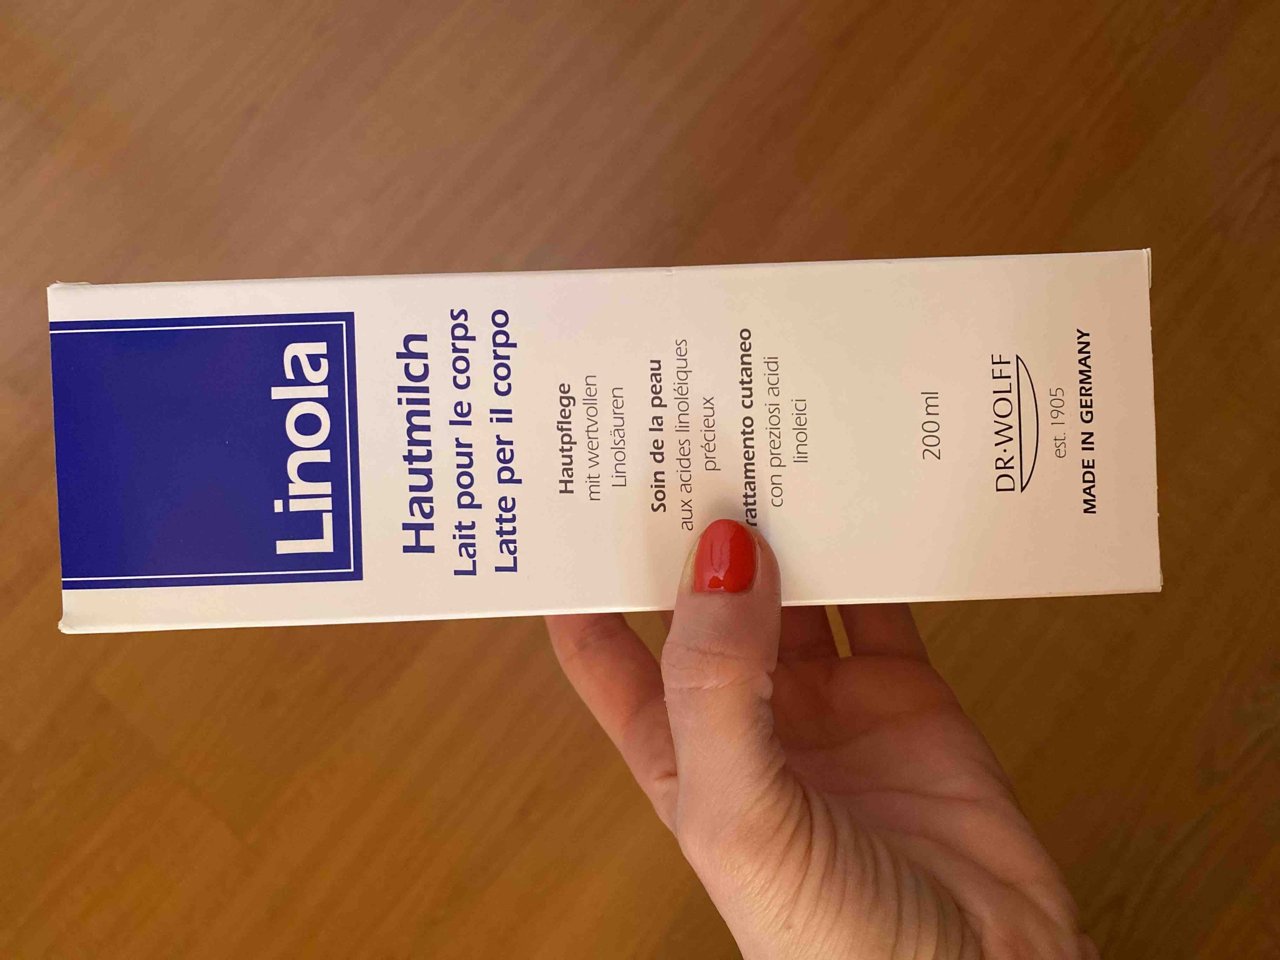 Linola
Hautmilch
Lait pour le corps
Latte per il corpo
Hautpflege
mit wertvollen
Linolsäuren
Soin de la peau
aux acides linoléiques
précieux
rattamento cutaneo
con preziosi acidi
linoleici
200 ml
DR·WOLFF
est. 1905
MADE IN GERMANY